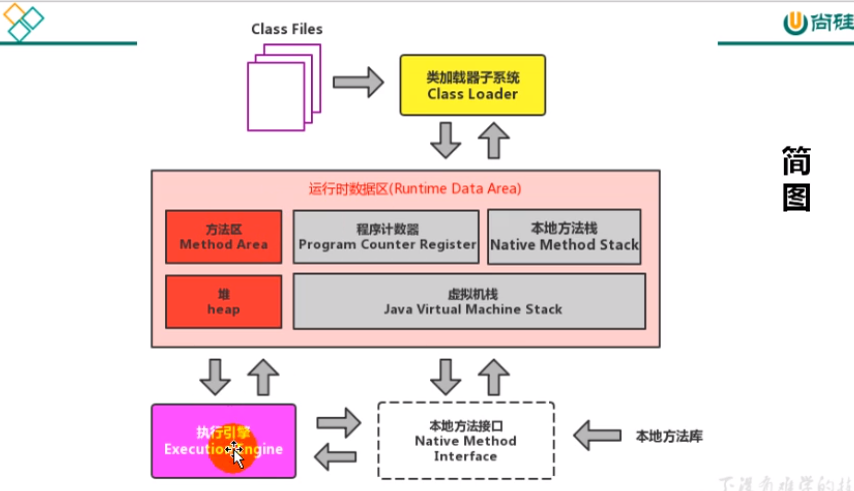 尚硅
Class Files
类加载器子系统
Class Loader
简
图
运行时数据区(Runtime Data Area)
方法区
Method Area
程序计数器
Program Counter Register
本地方法栈
Native Method Stack
堆
heap
虚拟机栈
Java Virtual Machine Stack
执行引擎
Execution Engine
本地方法接口
Native Method
Interface
本地方法库